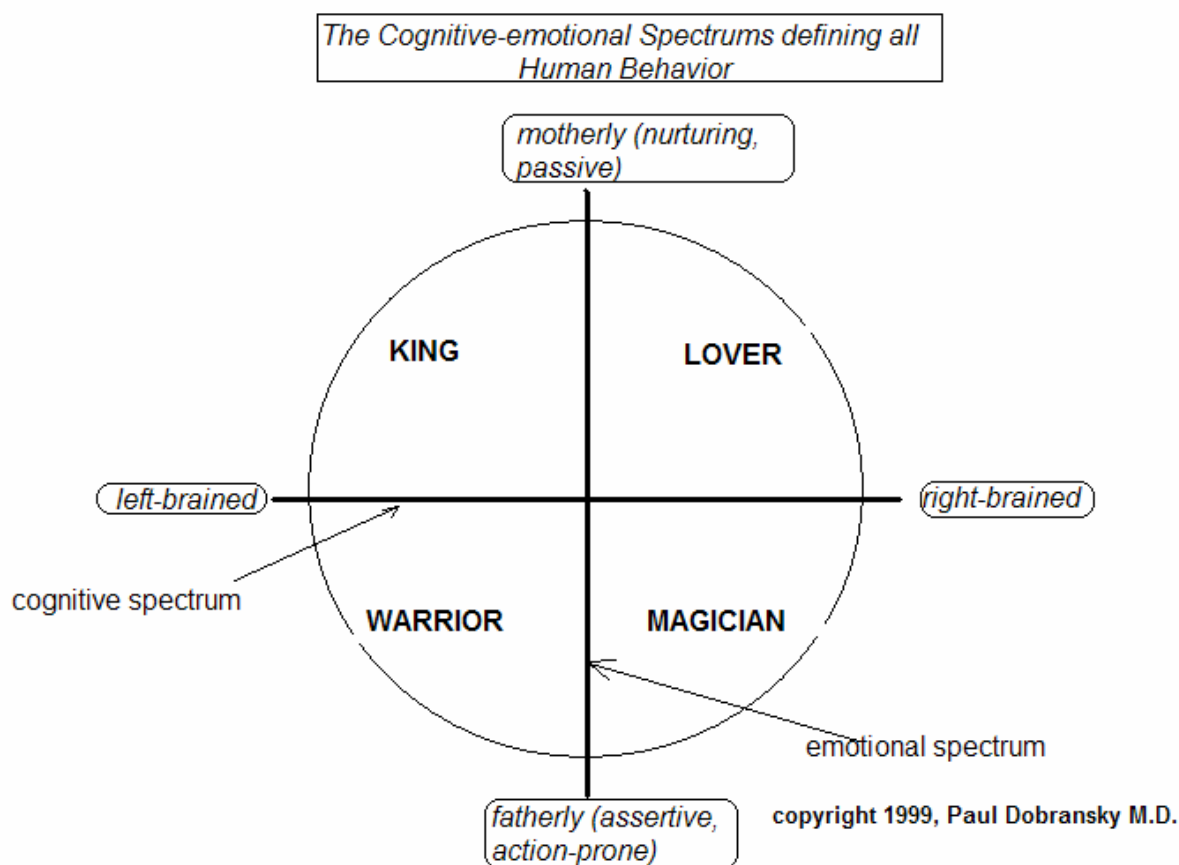 The Cognitive-emotional Spectrums defining all
Human Behavior
motherly (nurturing,
passive)
KING
LOVER
left-brained
right-brained
cognitive spectrum
WARRIOR
MAGICIAN
emotional spectrum
fatherly (assertive,
action-prone)
copyright 1999, Paul Dobransky M.D.